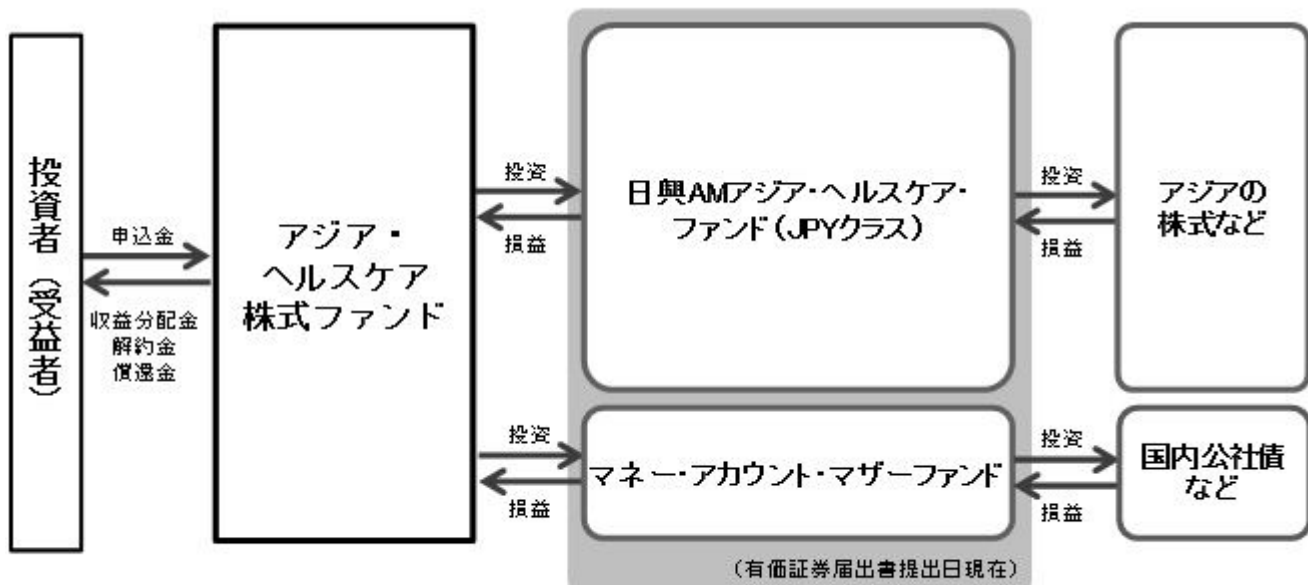 投資者（受益者）
申込金
収益分配金
解約金
償還金
アジア・
ヘルスケア
株式ファンド
投資
損益
日興AMアジア・ヘルスケア・
ファンド（JPYクラス）
投資
損益
アジアの
株式など
投資
損益
マネー・アカウント・マザーファンド
投資
損益
国内公社債
など
（有価証券届出書提出日現在）